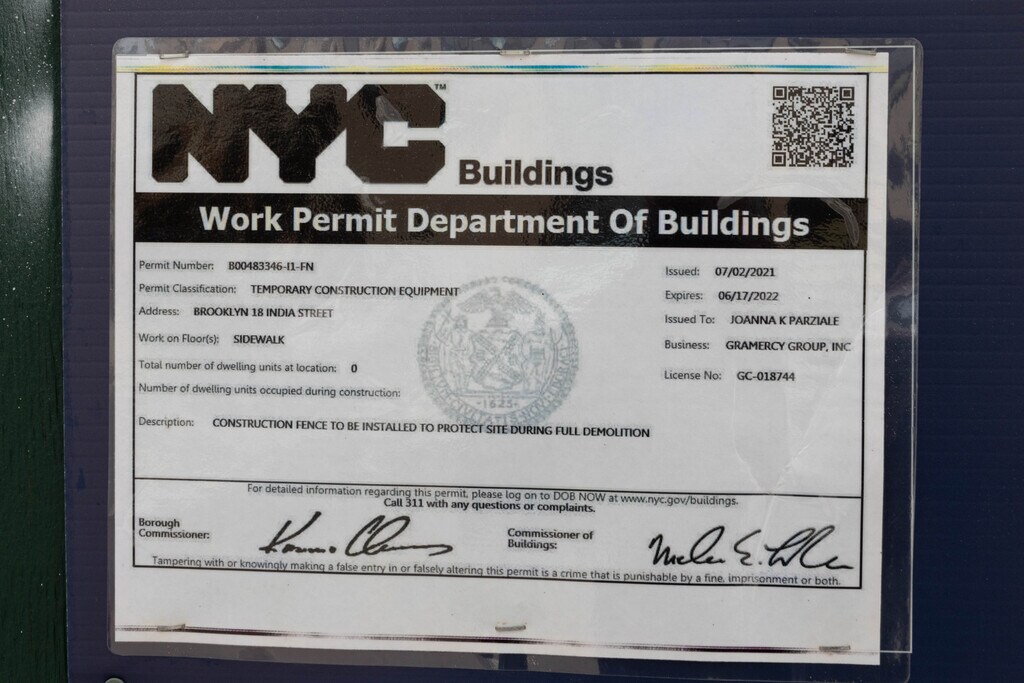 NYC™ Buildings
Work Permit Department Of Buildings
Permit Number: B00483346-I1-FN
Issued: 07/02/2021
Permit Classification: TEMPORARY CONSTRUCTION EQUIPMENT
Expires: 06/17/2022
Address: BROOKLYN 18 INDIA STREET
Issued To: JOANNA K PARZIALE
Work on Floor(s): SIDEWALK
Business: GRAMERCY GROUP, INC
Total number of dwelling units at location: 0
License No: GC-018744
Number of dwelling units occupied during construction:
·1625·
Description: CONSTRUCTION FENCE TO BE INSTALLED TO PROTECT SITE DURING FULL DEMOLITION
For detailed information regarding this permit, please log on to DOB NOW at www.nyc.gov/buildings.
Call 311 with any questions or complaints.
Borough
Commissioner:
Commissioner of
Buildings:
Tampering with or knowingly making a false entry in or falsely altering this permit is a crime that is punishable by a fine, imprisonment or both.